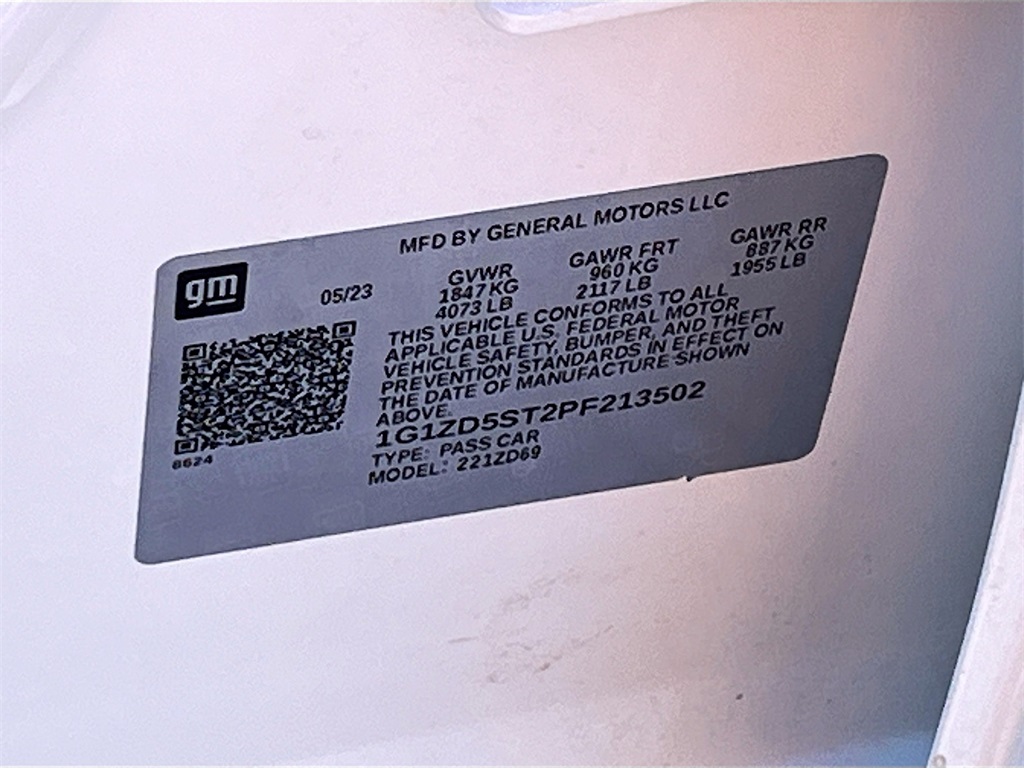 MFD BY GENERAL MOTORS LLC
gm
05/23
GVWR GAWR FRT GAWR RR
1847 KG 960 KG 887 KG
4073 LB 2117 LB 1955 LB
THIS VEHICLE CONFORMS TO ALL
APPLICABLE U.S. FEDERAL MOTOR
VEHICLE SAFETY, BUMPER, AND THEFT
PREVENTION STANDARDS IN EFFECT ON
THE DATE OF MANUFACTURE SHOWN
ABOVE.
1G1ZD5ST2PF213502
TYPE: PASS CAR
MODEL: 221ZD69
8624